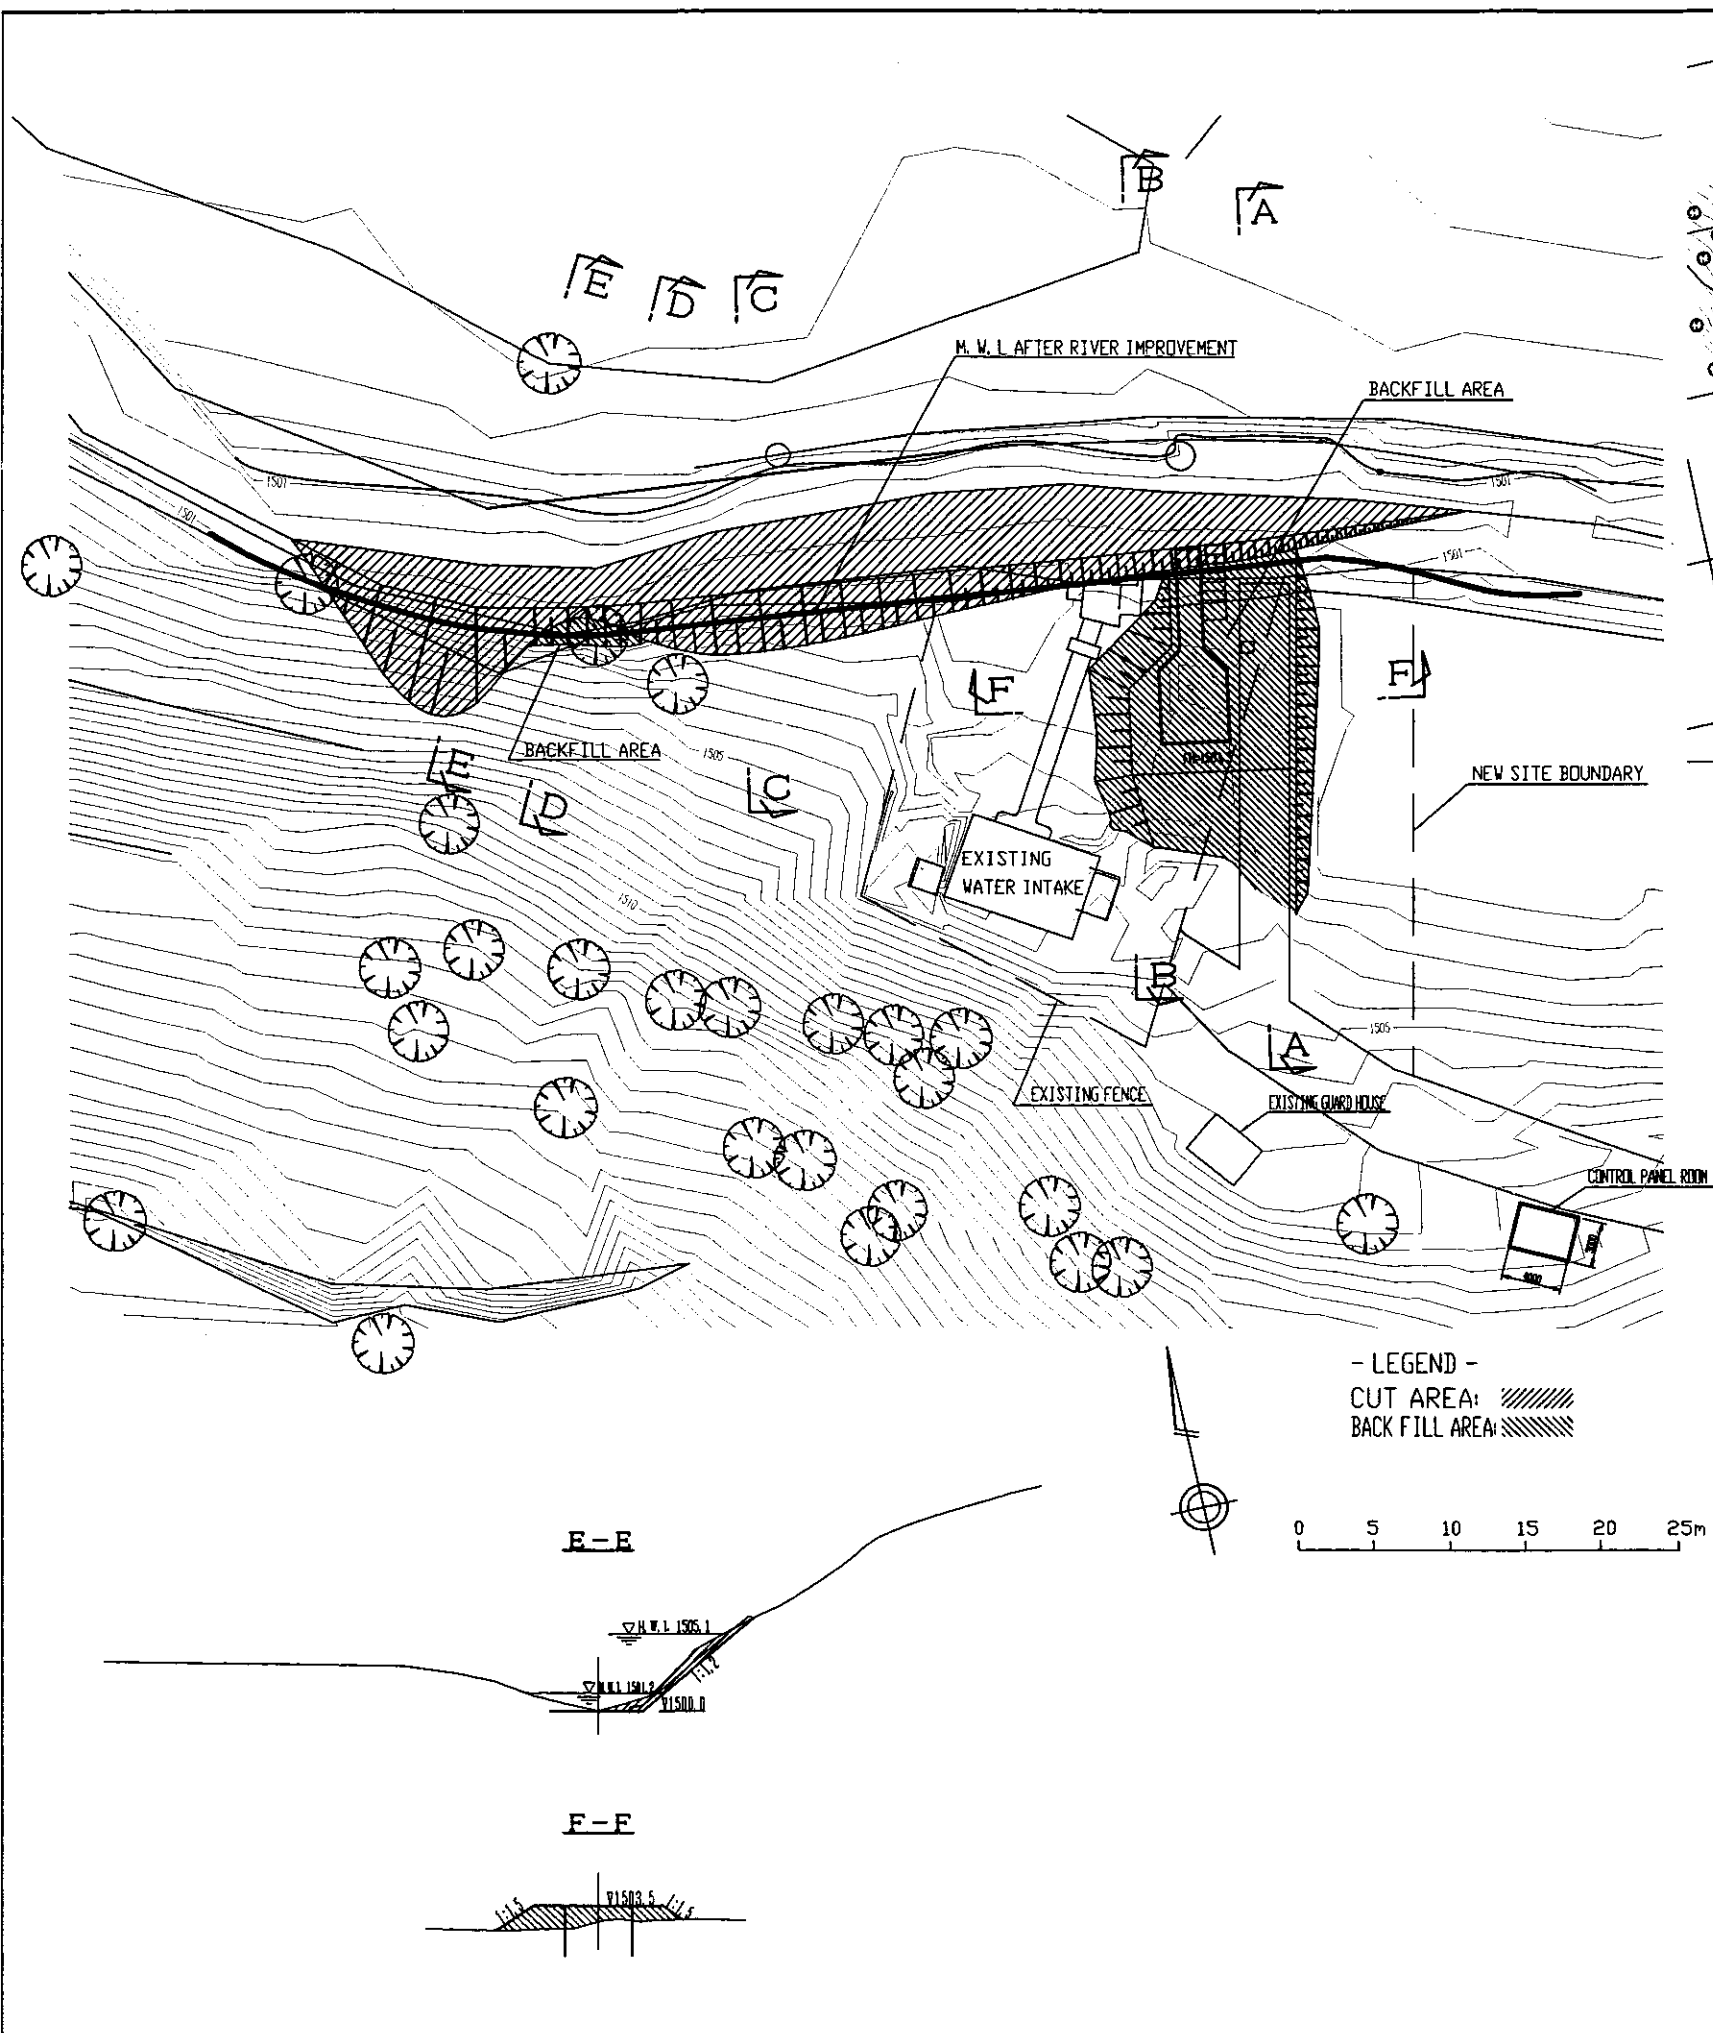 B
A
E
D
C
M. W. L AFTER RIVER IMPROVEMENT
BACKFILL AREA
1501
1501
1501
1501
F
F
BACKFILL AREA
1505
E
D
C
NEW SITE BOUNDARY
EXISTING
WATER INTAKE
1510
B
1505
A
EXISTING FENCE
EXISTING GUARD HOUSE
CONTROL PANEL ROOM
- LEGEND -
CUT AREA:
BACK FILL AREA:
0 5 10 15 20 25m
E-E
H. W. L 1505. 1
1:1.2
1501. 2
1500. 0
F-F
1:1.5
1503. 5
1:1.5